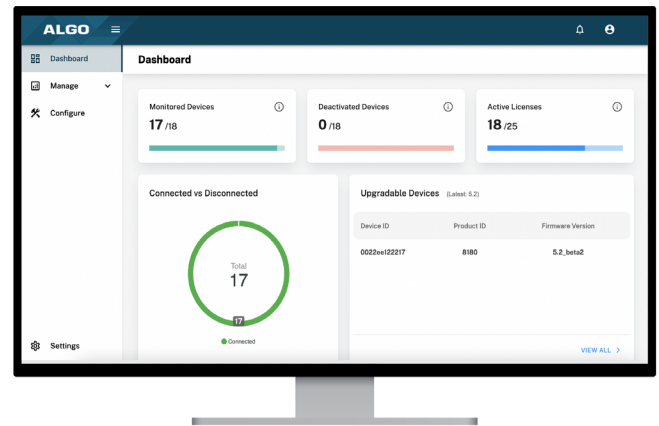 ALGO
Dashboard
Manage
Configure
Settings
Dashboard
Monitored Devices
17 /18
Deactivated Devices
0 /18
Active Licenses
18 /25
Connected vs Disconnected
Total
17
17
Connected
Upgradable Devices (Latest: 5.2)
Device ID Product ID Firmware Version
0022ee122217 8180 5.2_beta2
VIEW ALL >